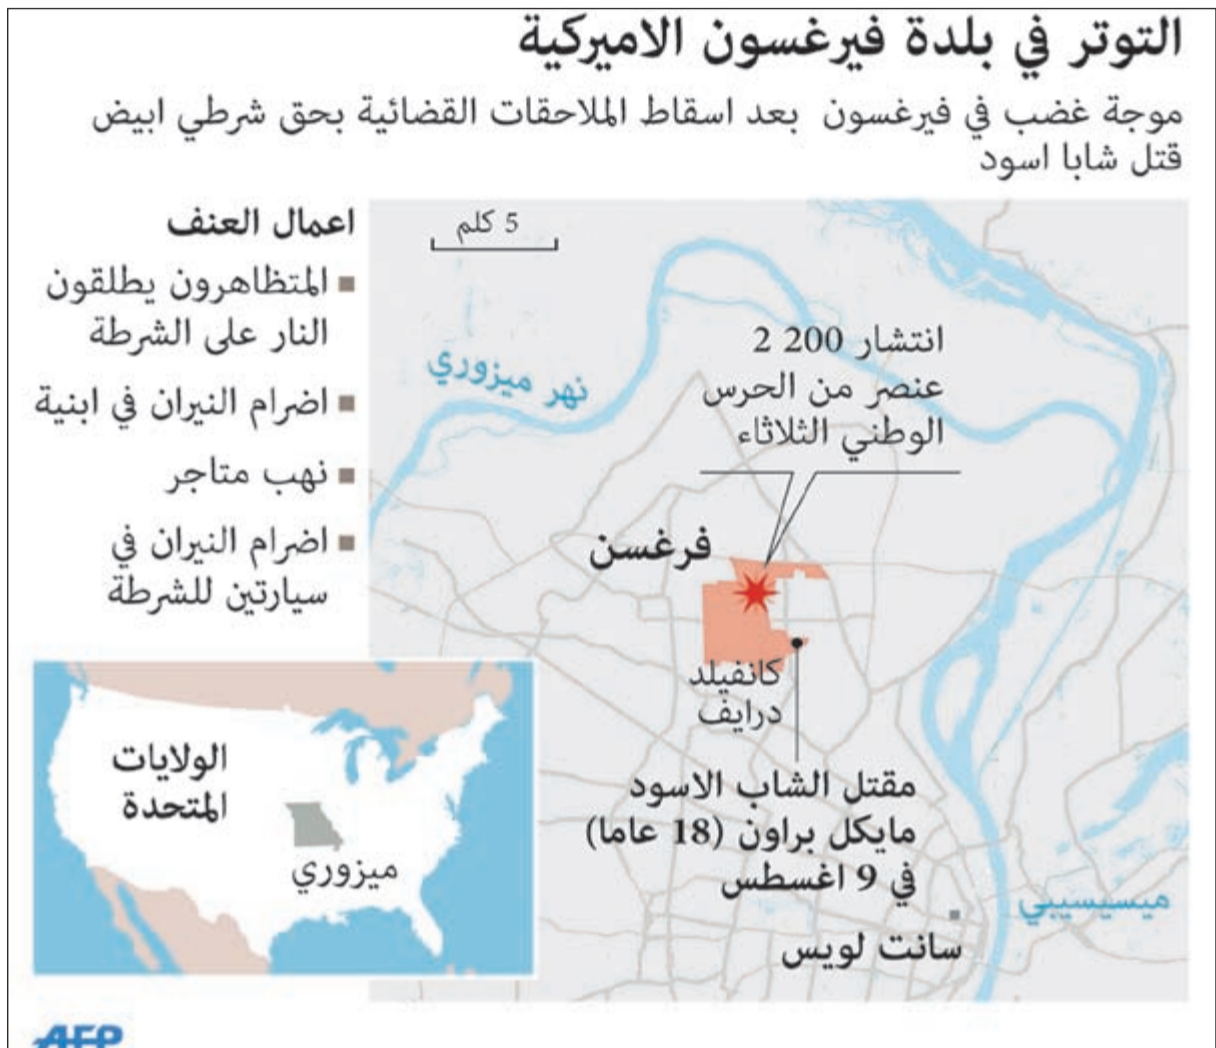 التوتر في بلدة فيرغسون الاميركية
موجة غضب في فيرغسون بعد اسقاط الملاحقات القضائية بحق شرطي ابيض
قتل شابا اسود
اعمال العنف
المتظاهرون يطلقون
النار على الشرطة
اضرام النيران في ابنية
نهب متاجر
اضرام النيران في
سيارتين للشرطة
5 كلم
نهر ميزوري
انتشار 200 2
عنصر من الحرس
الوطني الثلاثاء
فرغسن
كانفيلد
درايف
مقتل الشاب الاسود
مايكل براون (18 عاما)
في 9 اغسطس
ميسيسيبي
سانت لويس
الولايات
المتحدة
ميزوري
AFP